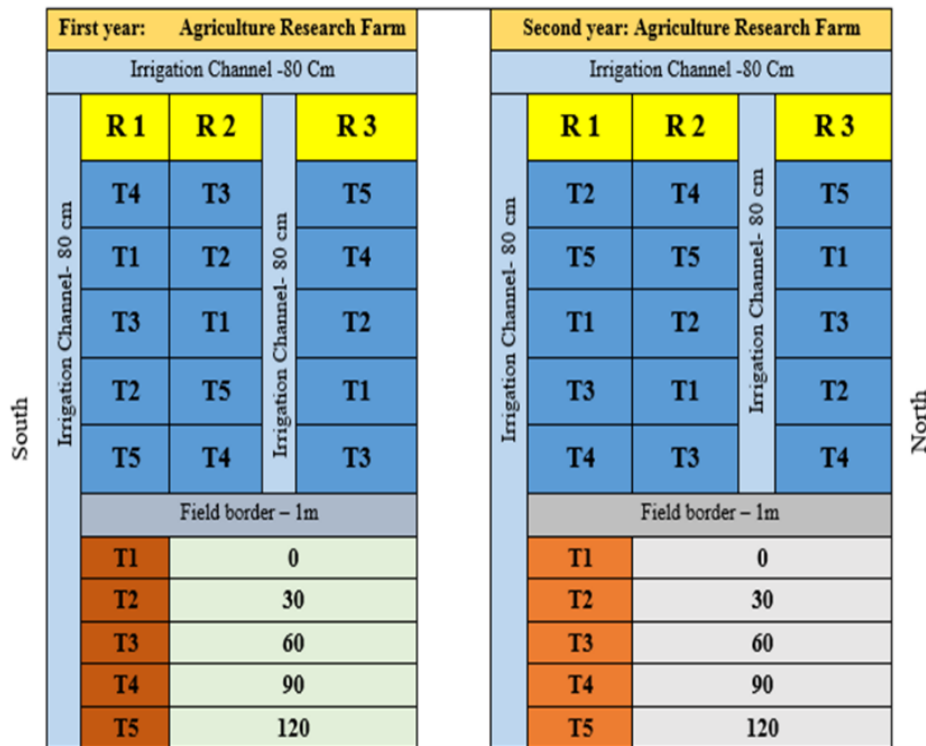 South
First year: Agriculture Research Farm
Irrigation Channel -80 Cm
Irrigation Channel- 80 cm
R 1 R 2 R 3
Irrigation Channel- 80 cm
T4 T3 T5
T1 T2 T4
T3 T1 T2
T2 T5 T1
T5 T4 T3
Field border – 1m
T1 0
T2 30
T3 60
T4 90
T5 120
Second year: Agriculture Research Farm
Irrigation Channel -80 Cm
Irrigation Channel- 80 cm
R 1 R 2 R 3
Irrigation Channel- 80 cm
T2 T4 T5
T5 T5 T1
T1 T2 T3
T3 T1 T2
T4 T3 T4
Field border – 1m
T1 0
T2 30
T3 60
T4 90
T5 120
North